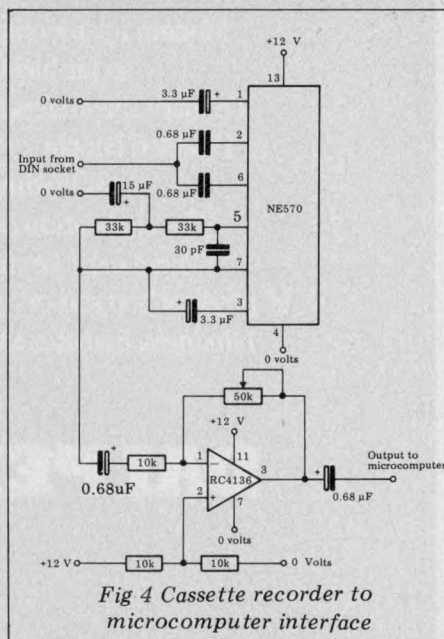 +12 V
13
3.3 µF +
0 volts
1
0.68 µF
2
Input from
DIN socket
6
0.68 µF
0 volts
15 µF
+
5
NE570
33k
33k
30 pF
7
+
3
3.3 µF
4
0 volts
50k
+12 V
+
10k
1
−
11
RC4136
3
Output to
microcomputer
0.68uF
2
+
7
+
0.68 µF
0 volts
+12 V
10k
10k
0 Volts
Fig 4 Cassette recorder to
microcomputer interface